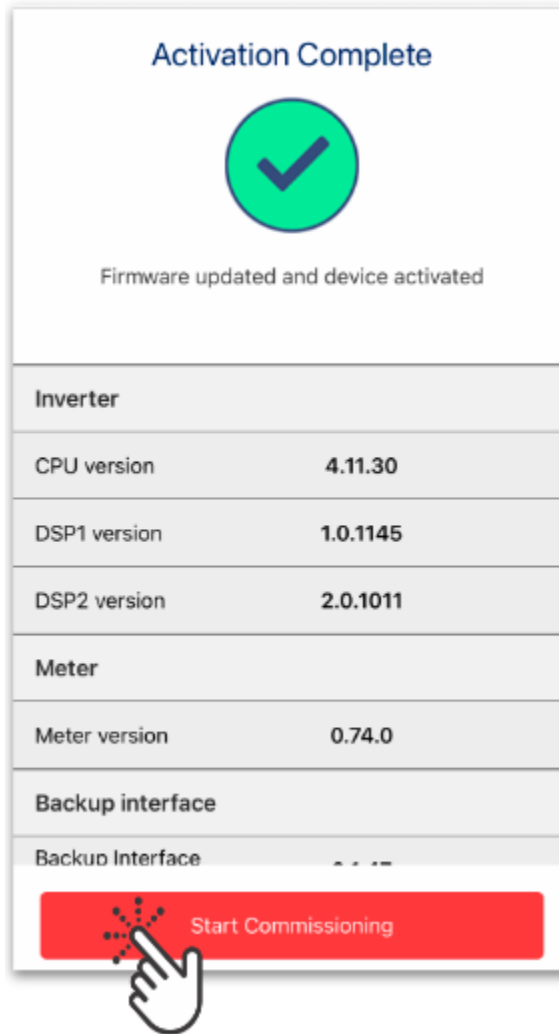 Activation Complete
Firmware updated and device activated
Inverter
CPU version 4.11.30
DSP1 version 1.0.1145
DSP2 version 2.0.1011
Meter
Meter version 0.74.0
Backup interface
Backup Interface
Start Commissioning